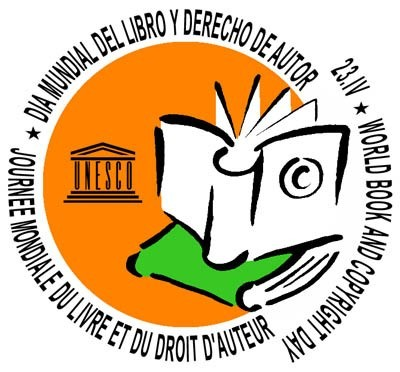 ★ DIA MUNDIAL DEL LIBRO Y DERECHO DE AUTOR
23.IV ★ WORLD BOOK AND COPYRIGHT DAY
JOURNEE MONDIALE DU LIVRE ET DU DROIT D'AUTEUR
UNESCO
©